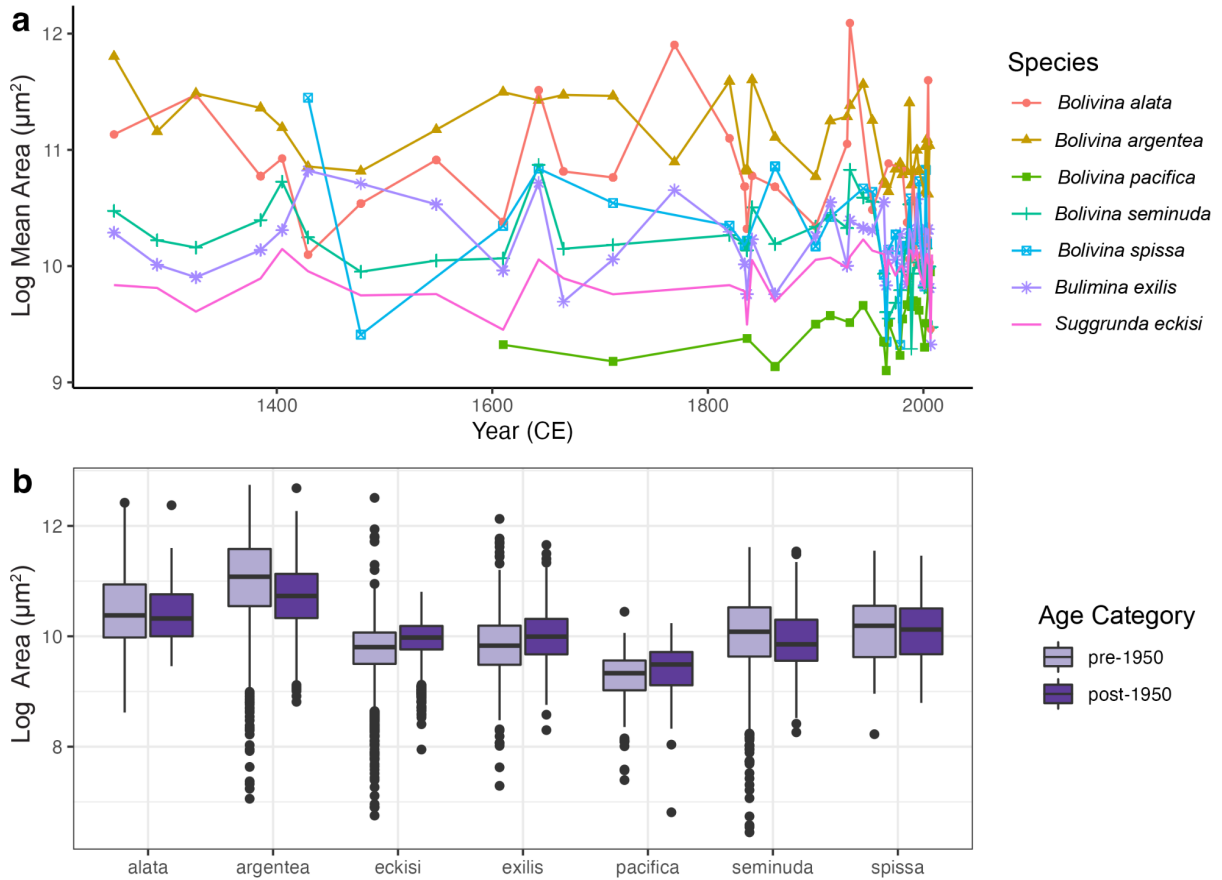 a
12
11
10
9
Log Mean Area (μm²)
1400
1600
1800
2000
Year (CE)
Species
Bolivina alata
Bolivina argentea
Bolivina pacifica
Bolivina seminuda
Bolivina spissa
Bulimina exilis
Suggrunda eckisi
b
12
10
8
Log Area (μm²)
alata
argentea
eckisi
exilis
pacifica
seminuda
spissa
Age Category
pre-1950
post-1950